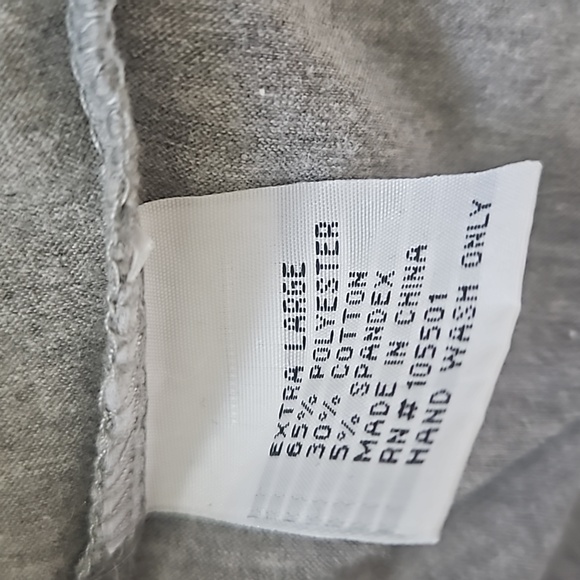 EXTRA LARGE
65% POLYESTER
30% COTTON
5% SPANDEX
MADE IN CHINA
RN# 105501
HAND WASH ONLY